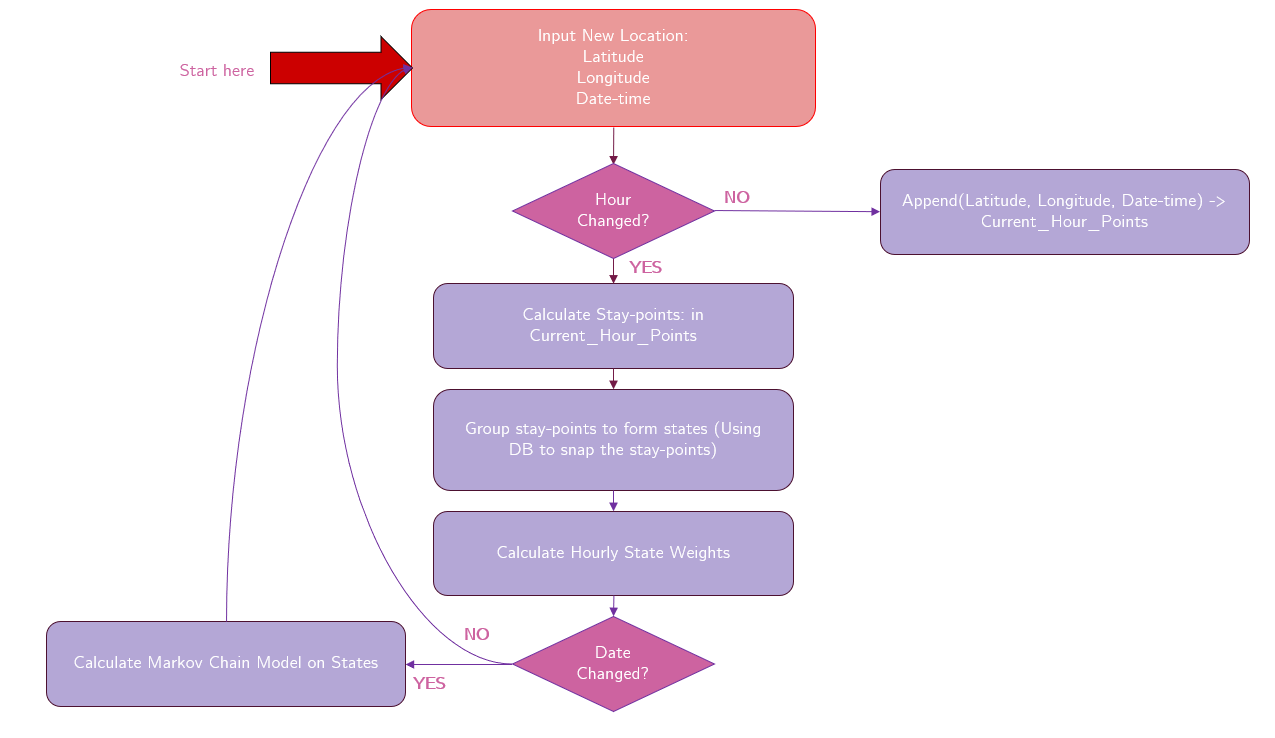 Start here
Input New Location:
Latitude
Longitude
Date-time
Hour
Changed?
NO
Append(Latitude, Longitude, Date-time) ->
Current_Hour_Points
YES
Calculate Stay-points: in
Current_Hour_Points
Group stay-points to form states (Using
DB to snap the stay-points)
Calculate Hourly State Weights
NO
Date
Changed?
YES
Calculate Markov Chain Model on States